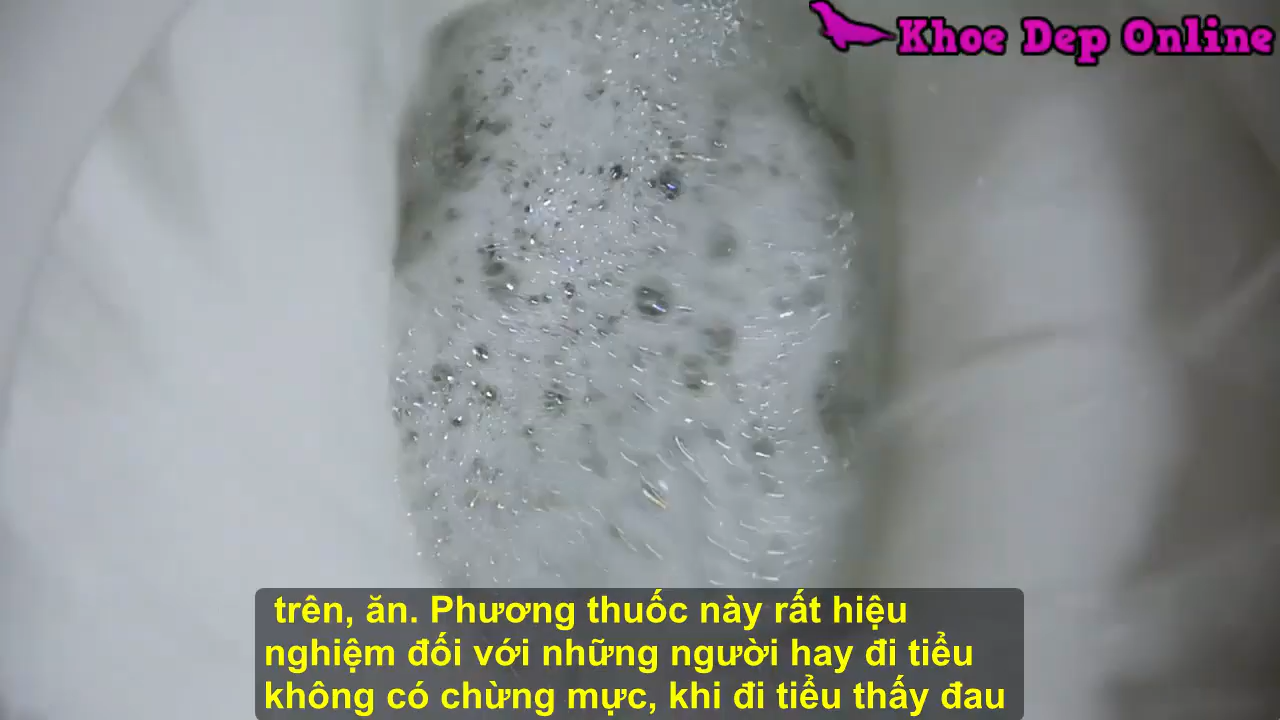 Khoe Dep Online
trên, ăn. Phương thuốc này rất hiệu
nghiệm đối với những người hay đi tiểu
không có chừng mực, khi đi tiểu thấy đau